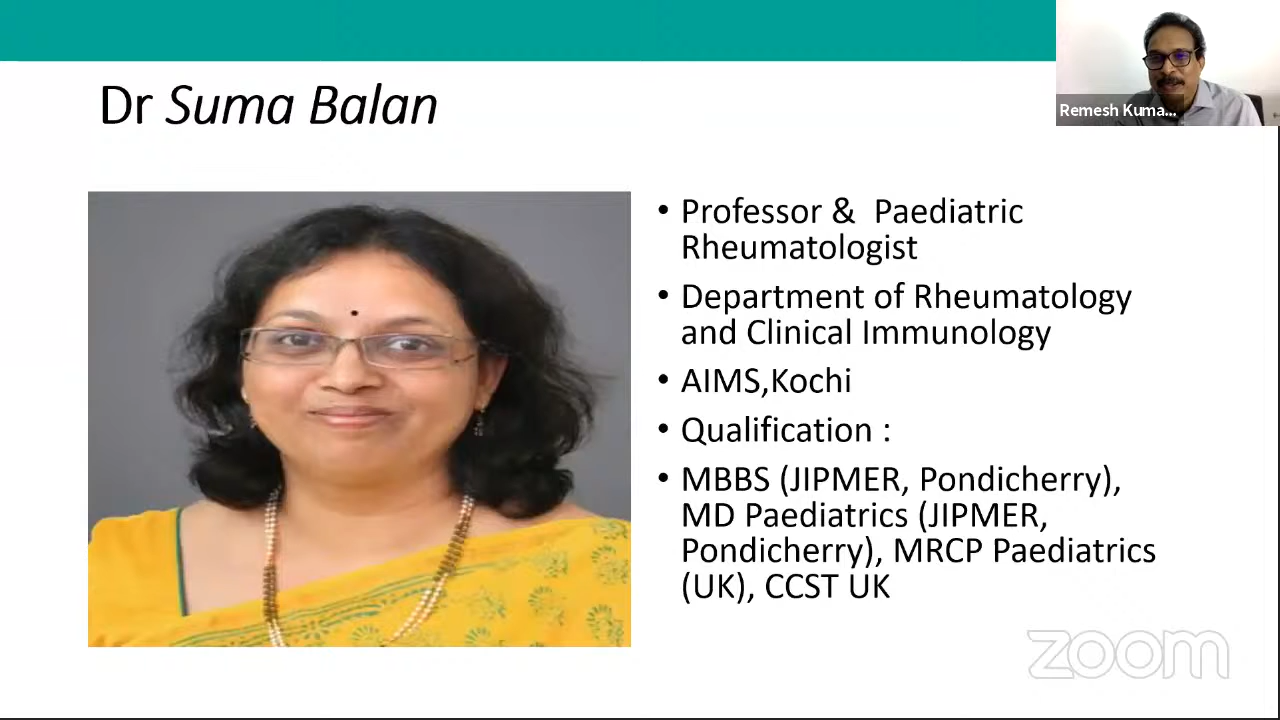 Dr Suma Balan
Remesh Kuma...
• Professor &  Paediatric
Rheumatologist
• Department of Rheumatology
and Clinical Immunology
• AIMS,Kochi
• Qualification :
• MBBS (JIPMER, Pondicherry),
MD Paediatrics (JIPMER,
Pondicherry), MRCP Paediatrics
(UK), CCST UK
zoom